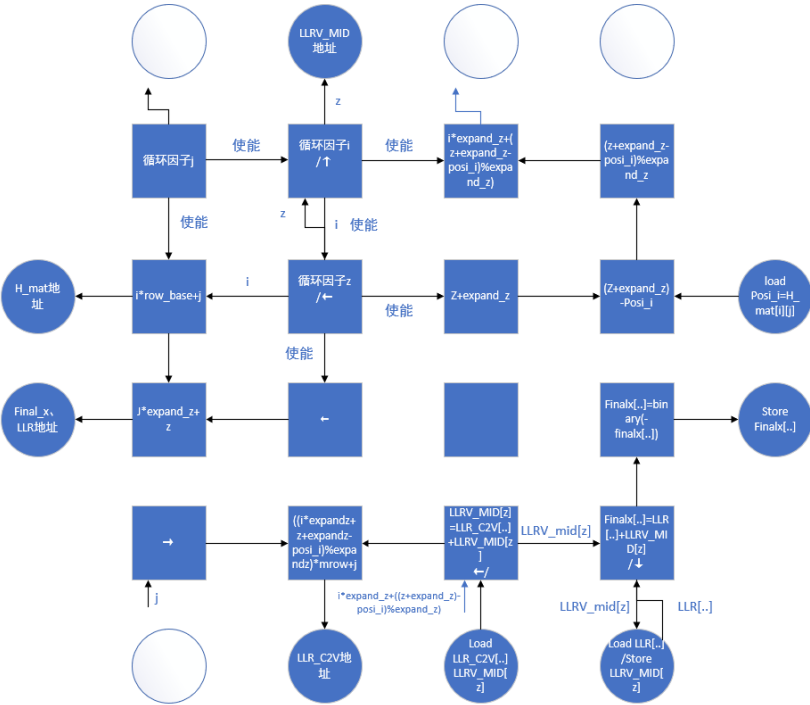 LLRV_MID
地址
z
循环因子j
使能
循环因子i
/↑
使能
i*expand_z+(
z+expand_z-
posi_i)%expa
nd_z)
(z+expand_z-
posi_i)%expan
d_z
使能
z
i 使能
H_mat地
址
i*row_base+j
i
循环因子z
/←
使能
Z+expand_z
(Z+expand_z)
-Posi_i
load
Posi_i=H_
mat[i][j]
使能
Final_x、
LLR地址
J*expand_z+
z
←
Finalx[..]=bin
ary(-
finalx[..])
Store
Finalx[..]
→
((i*expandz+
z+expandz-
posi_i)%expa
ndz)*mrow+j
LLRV_MID[z]
=LLR_C2V[..]
+LLRV_MID[z
]
←/
LLRV_mid[z]
Finalx[..]=LLR
[..]+LLRV_MI
D[z]
/↓
j
i*expand_z+((z+expand_z)-
posi_i)%expand_z)
LLRV_mid[z]
LLR[..]
LLR_C2V地
址
Load
LLR_C2V[..]
LLRV_MID[
z]
Load LLR[..]
/Store
LLRV_MID[
z]